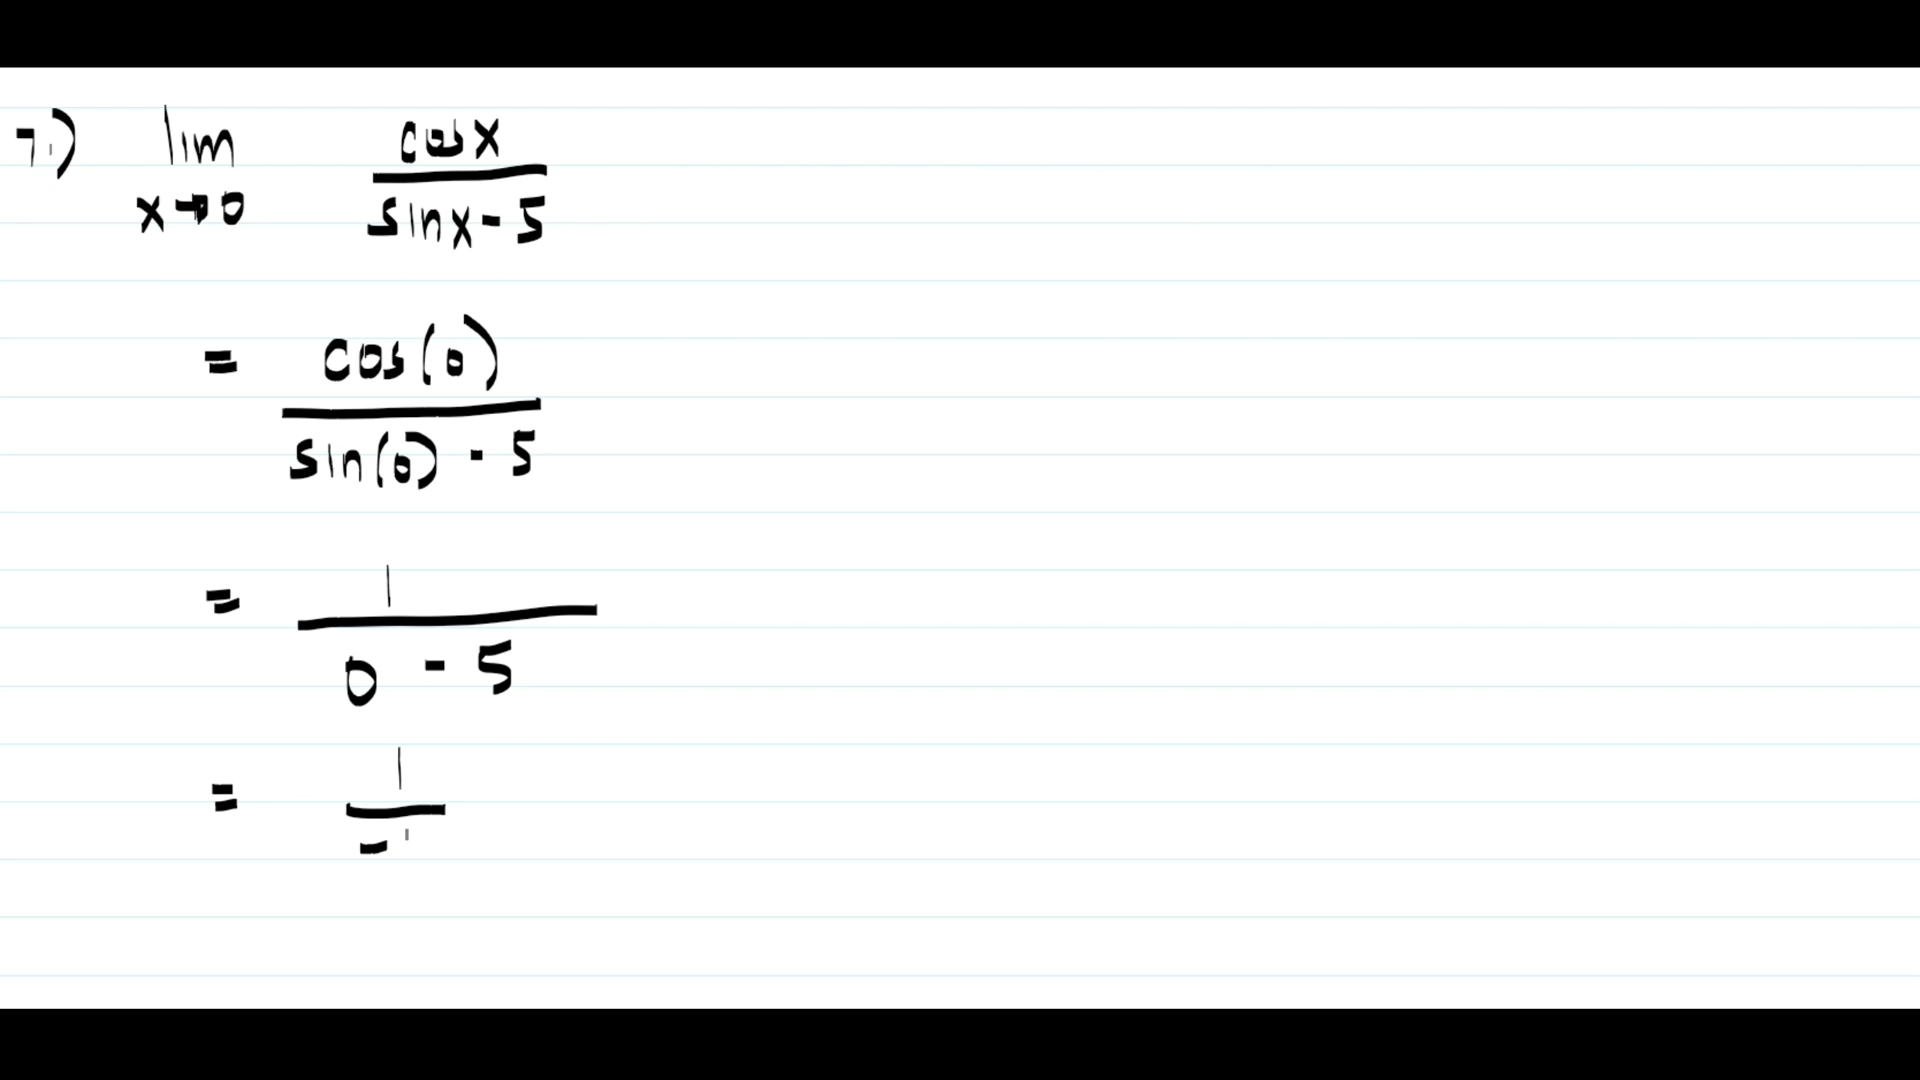 7.) lim cosx
x→0 sinx-5
= cos(0)
sin(0) - 5
= 1
0 - 5
= 1
-